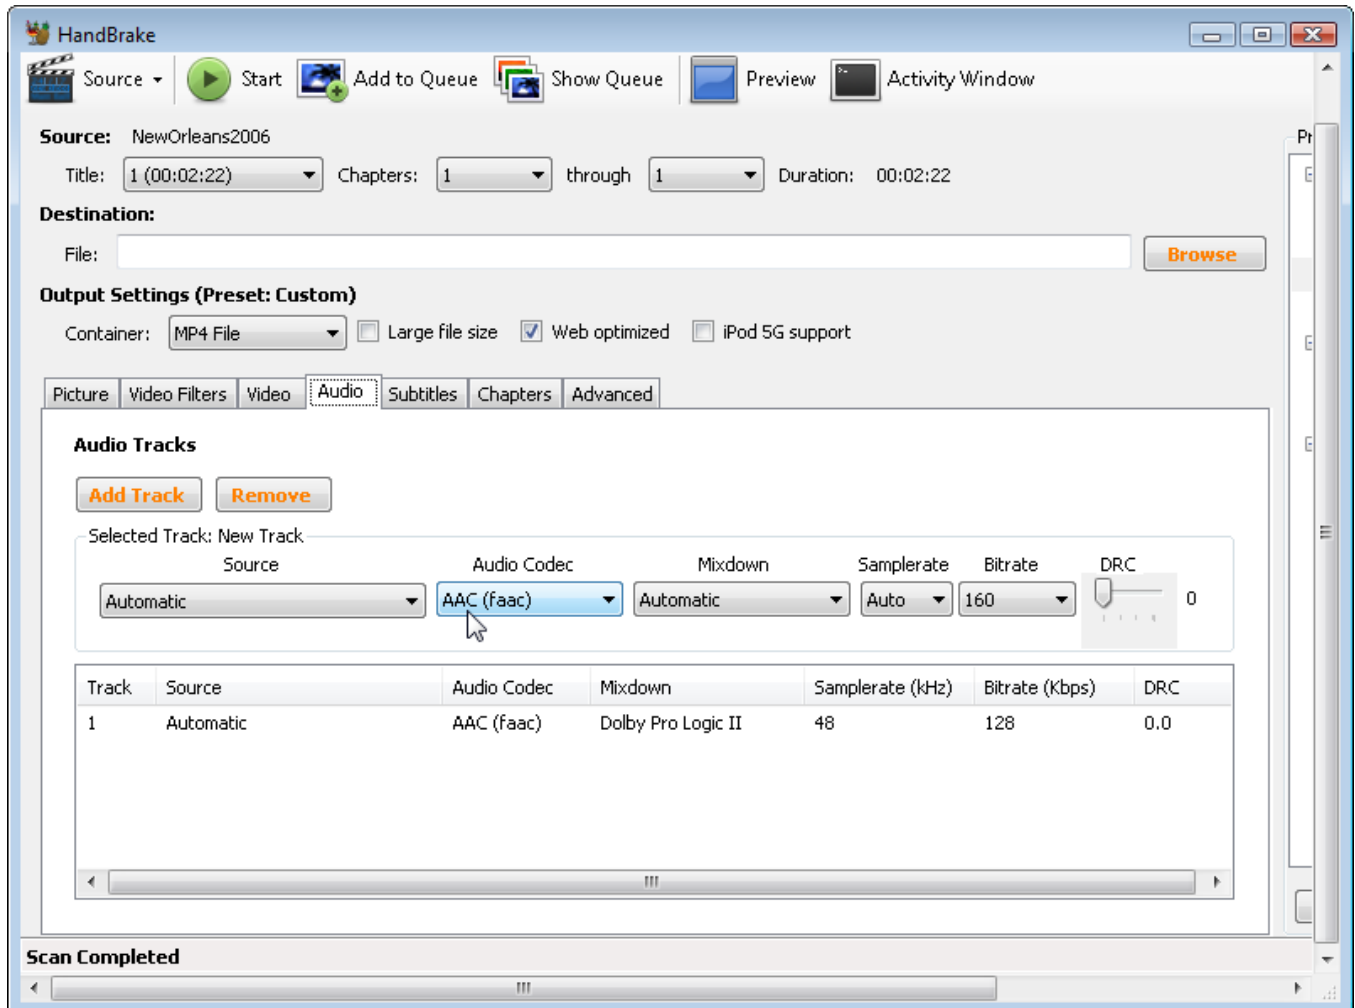 HandBrake
Source Start Add to Queue Show Queue Preview Activity Window
Source: NewOrleans2006
Title: 1 (00:02:22) Chapters: 1 through 1 Duration: 00:02:22
Destination:
File: Browse
Output Settings (Preset: Custom)
Container: MP4 File Large file size Web optimized iPod 5G support
Picture Video Filters Video Audio Subtitles Chapters Advanced
Audio Tracks
Add Track Remove
Selected Track: New Track
Source Audio Codec Mixdown Samplerate Bitrate DRC
Automatic AAC (faac) Automatic Auto 160 0
Track Source Audio Codec Mixdown Samplerate (kHz) Bitrate (Kbps) DRC
1 Automatic AAC (faac) Dolby Pro Logic II 48 128 0.0
Scan Completed